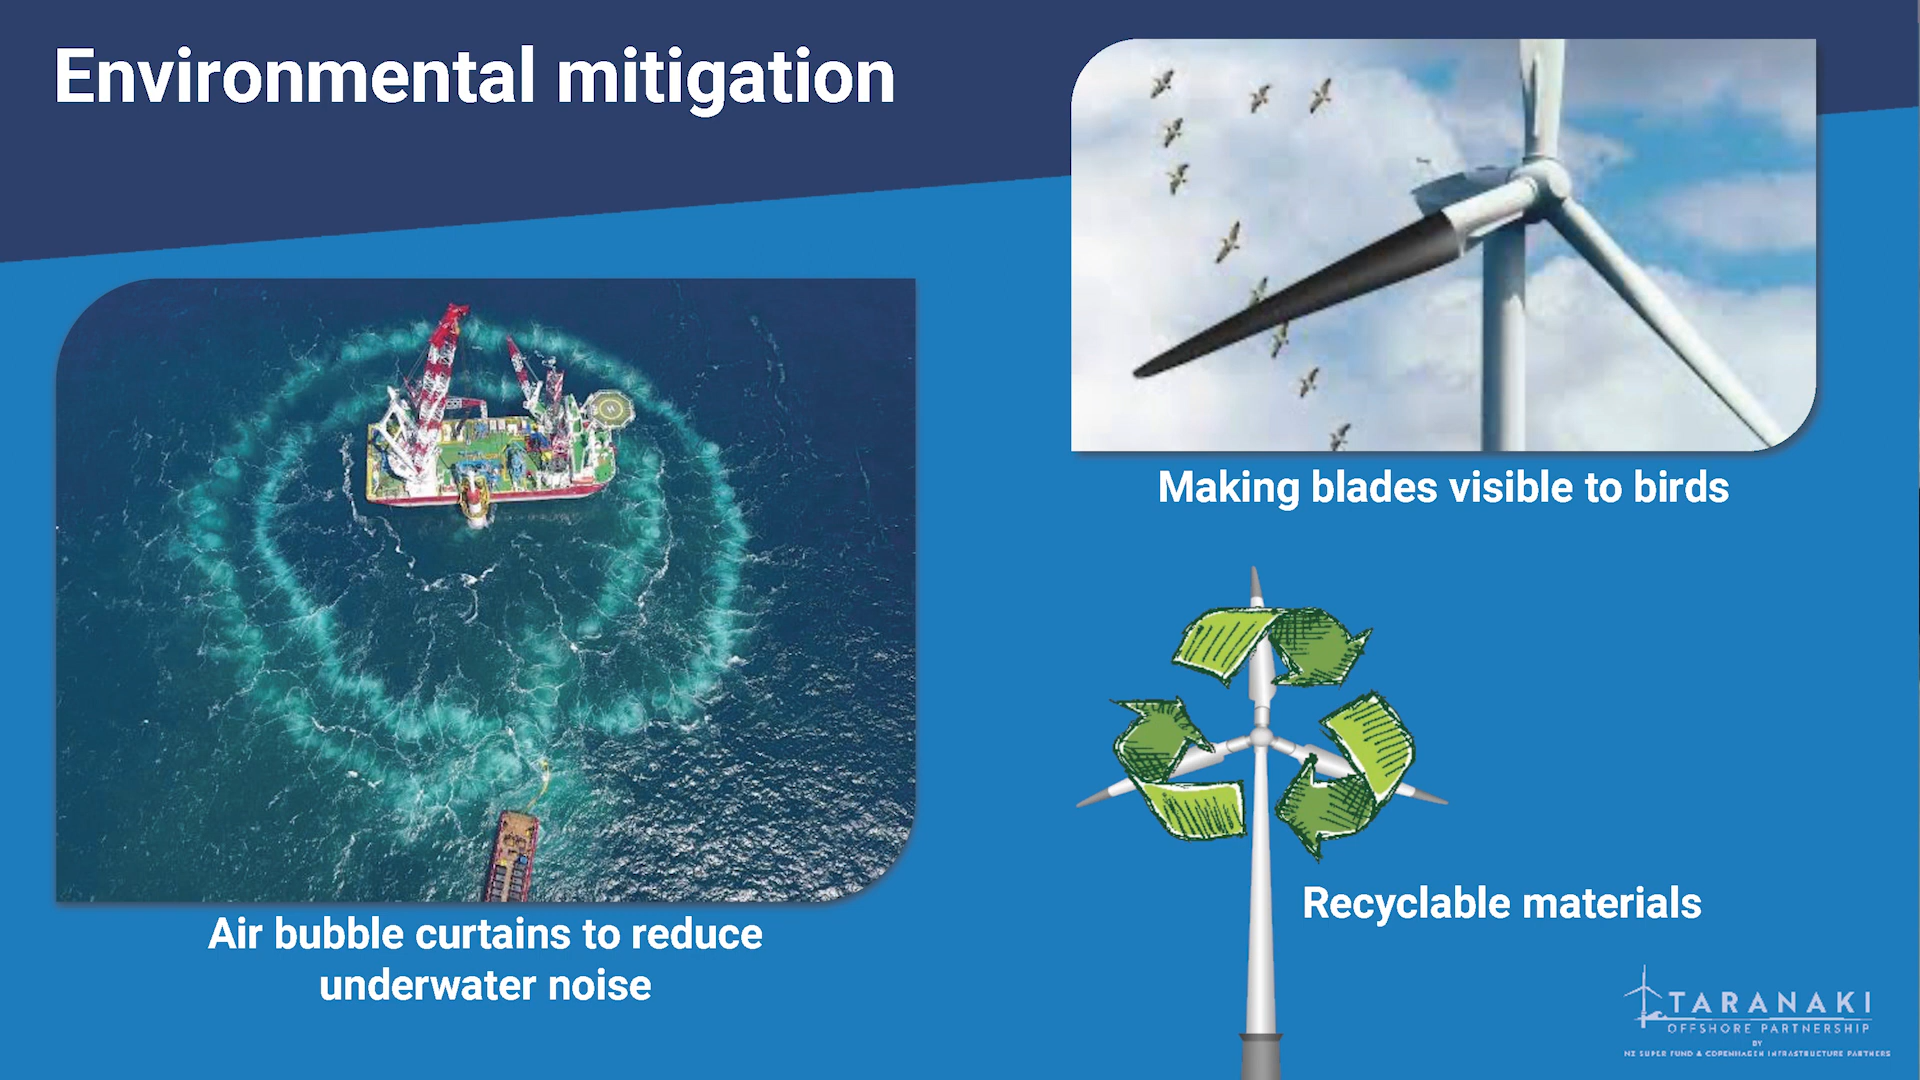 Environmental mitigation
Making blades visible to birds
Air bubble curtains to reduce
underwater noise
Recyclable materials
TARANAKI
OFFSHORE PARTNERSHIP
BY
NZ SUPER FUND & COPENHAGEN INFRASTRUCTURE PARTNERS